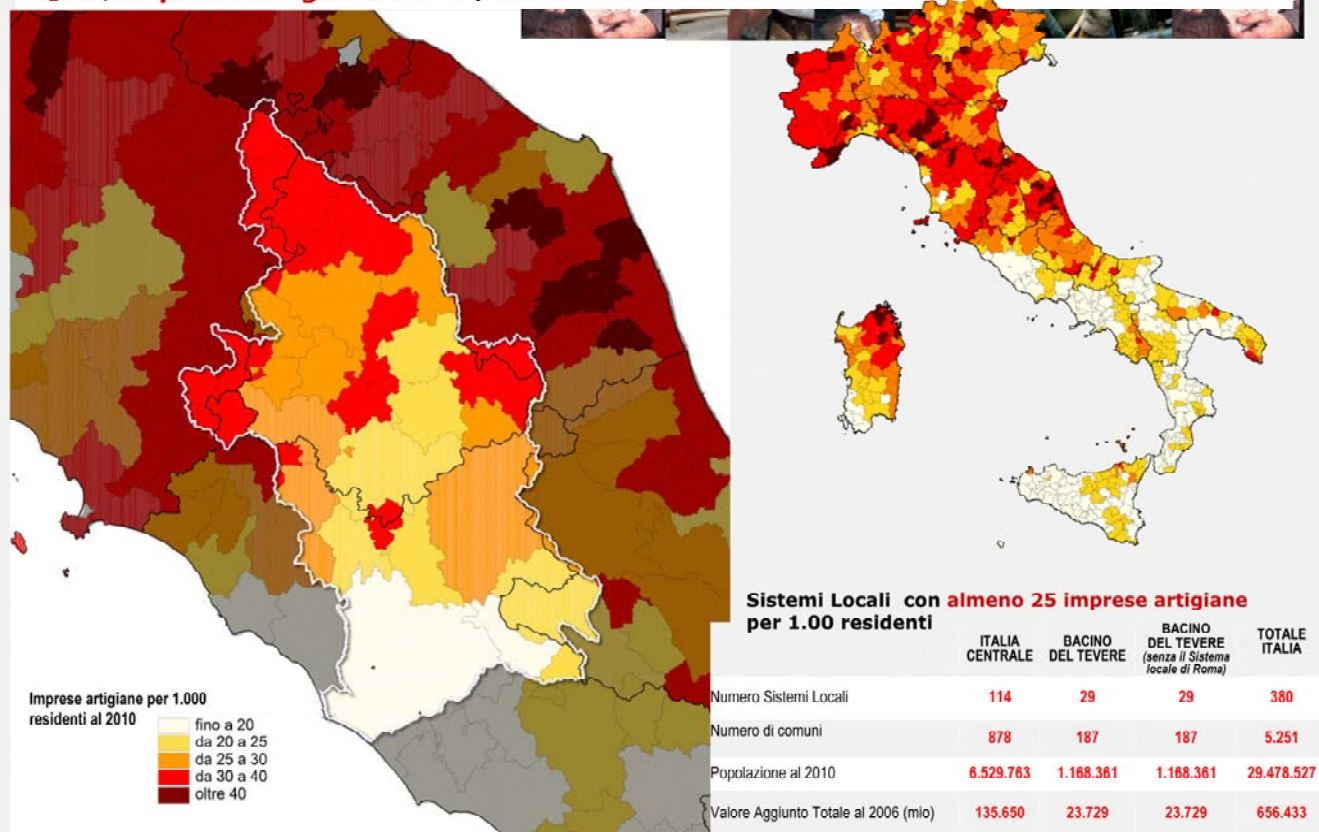 Sistemi Locali con almeno 25 imprese artigiane
per 1.00 residenti
ITALIA CENTRALE BACINO DEL TEVERE BACINO DEL TEVERE (senza il Sistema locale di Roma) TOTALE ITALIA
Numero Sistemi Locali 114 29 29 380
Numero di comuni 878 187 187 5.251
Popolazione al 2010 6.529.763 1.168.361 1.168.361 29.478.527
Valore Aggiunto Totale al 2006 (mio) 135.650 23.729 23.729 656.433
Imprese artigiane per 1.000
residenti al 2010
fino a 20
da 20 a 25
da 25 a 30
da 30 a 40
oltre 40